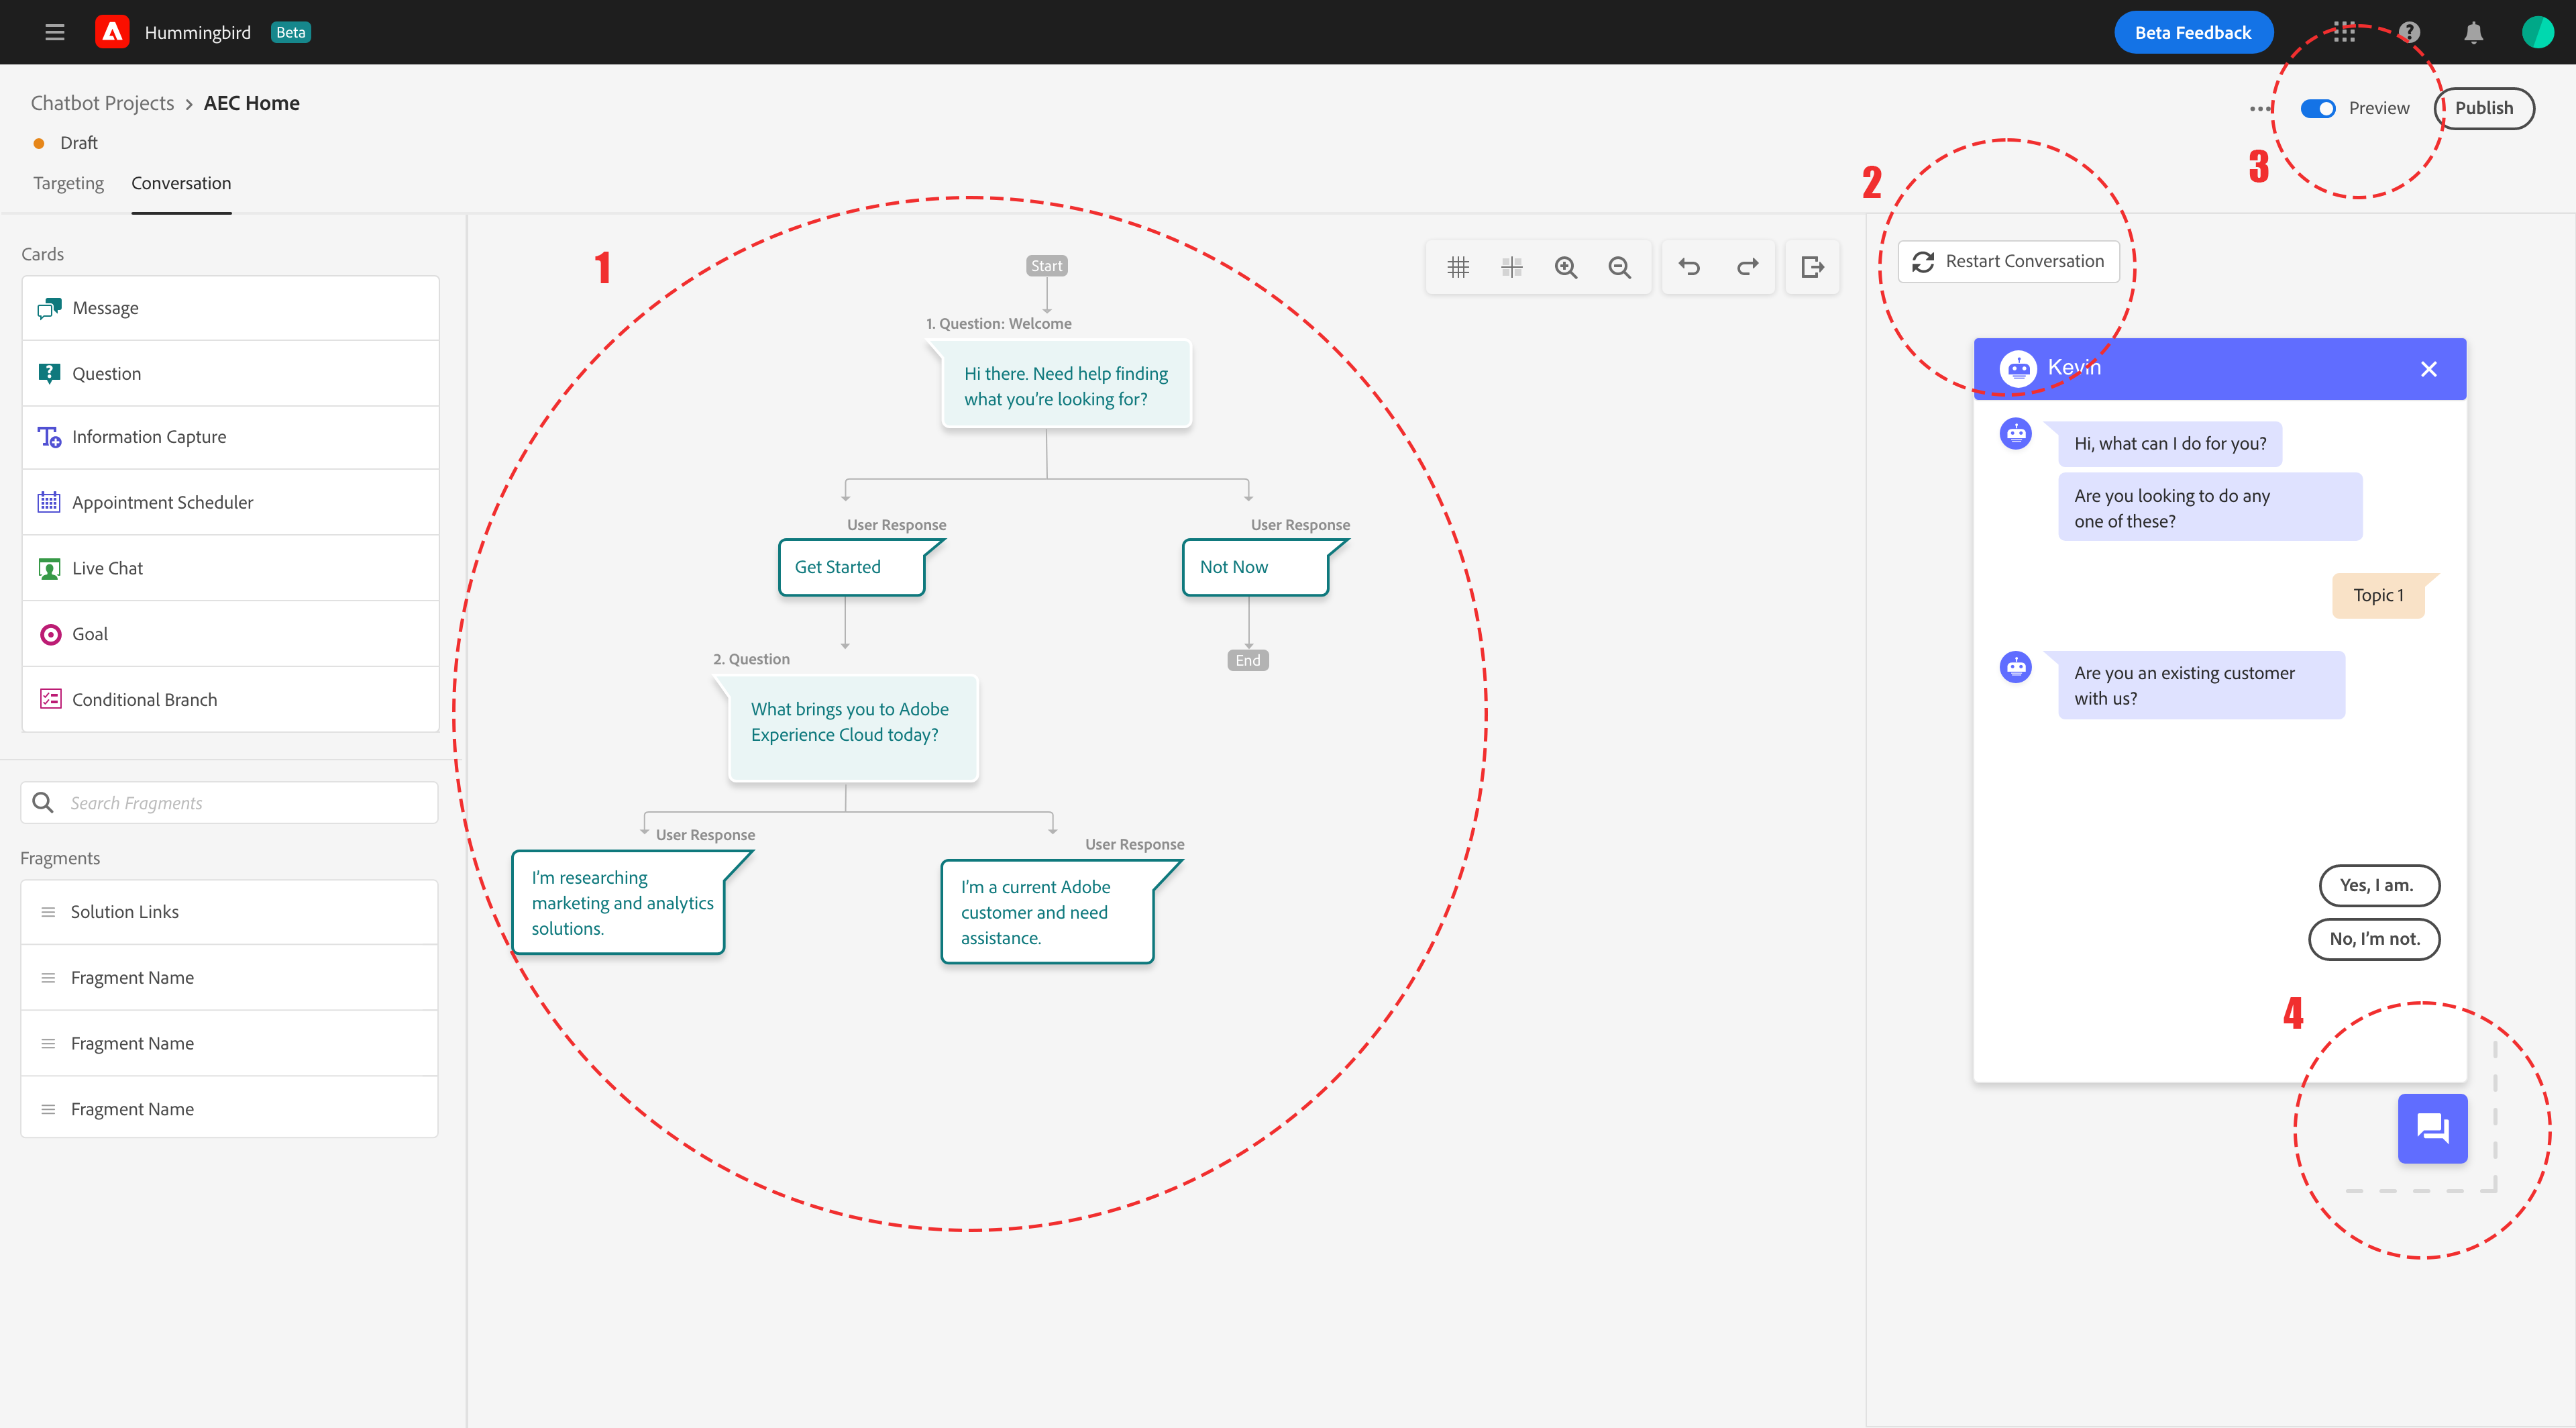 Hummingbird Beta
Beta Feedback
Chatbot Projects > AEC Home
Draft
Preview
Publish
Targeting
Conversation
Cards
Message
Question
Information Capture
Appointment Scheduler
Live Chat
Goal
Conditional Branch
Search Fragments
Fragments
Solution Links
Fragment Name
Fragment Name
Fragment Name
1
Start
1. Question: Welcome
Hi there. Need help finding
what you’re looking for?
User Response
Get Started
User Response
Not Now
End
2. Question
What brings you to Adobe
Experience Cloud today?
User Response
I’m researching
marketing and analytics
solutions.
User Response
I’m a current Adobe
customer and need
assistance.
2
3
Restart Conversation
Kevin
Hi, what can I do for you?
Are you looking to do any
one of these?
Topic 1
Are you an existing customer
with us?
Yes, I am.
No, I’m not.
4